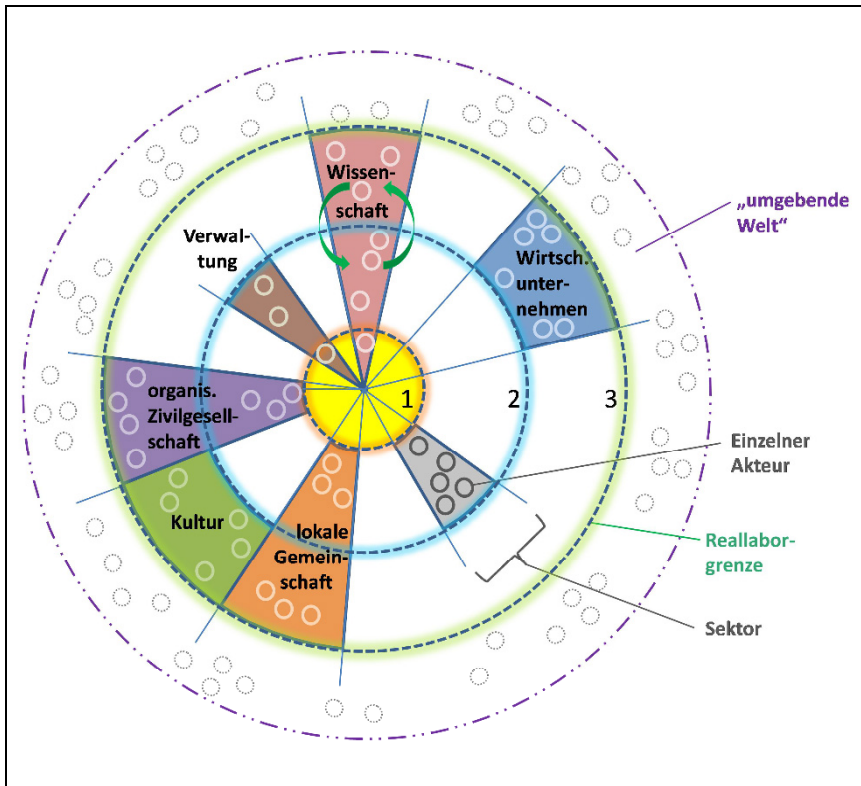 Wissen-
schaft
„umgebende
Welt“
Verwal-
tung
Wirtsch.
unter-
nehmen
organis.
Zivilgesell-
schaft
1
2
3
Einzelner
Akteur
Kultur
lokale
Gemein-
schaft
Reallabor-
grenze
Sektor